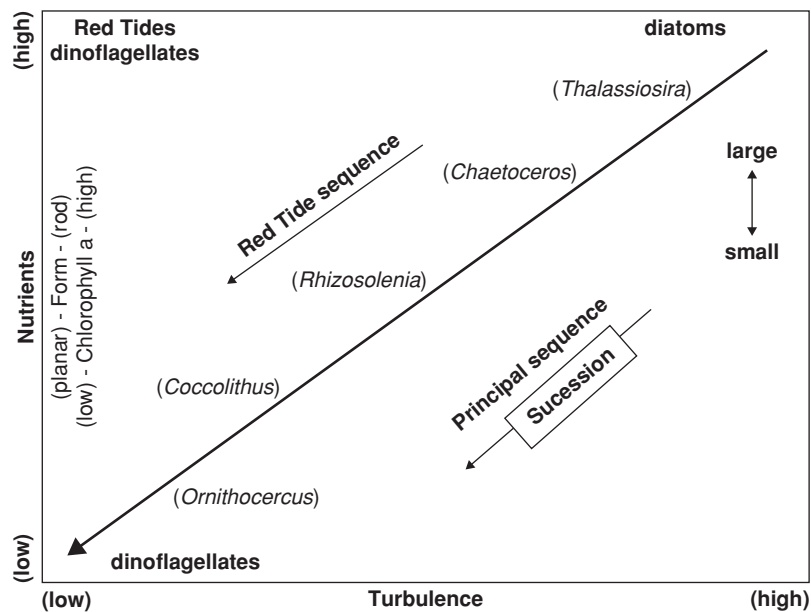 Red Tides
dinoflagellates
diatoms
(Thalassiosira)
(Chaetoceros)
large
small
Red Tide sequence
(Rhizosolenia)
Principal sequence
Sucession
(Coccolithus)
(Ornithocercus)
dinoflagellates
(high)
Nutrients
(low)
(planar) - Form - (rod)
(low) - Chlorophyll a - (high)
(low)
Turbulence
(high)